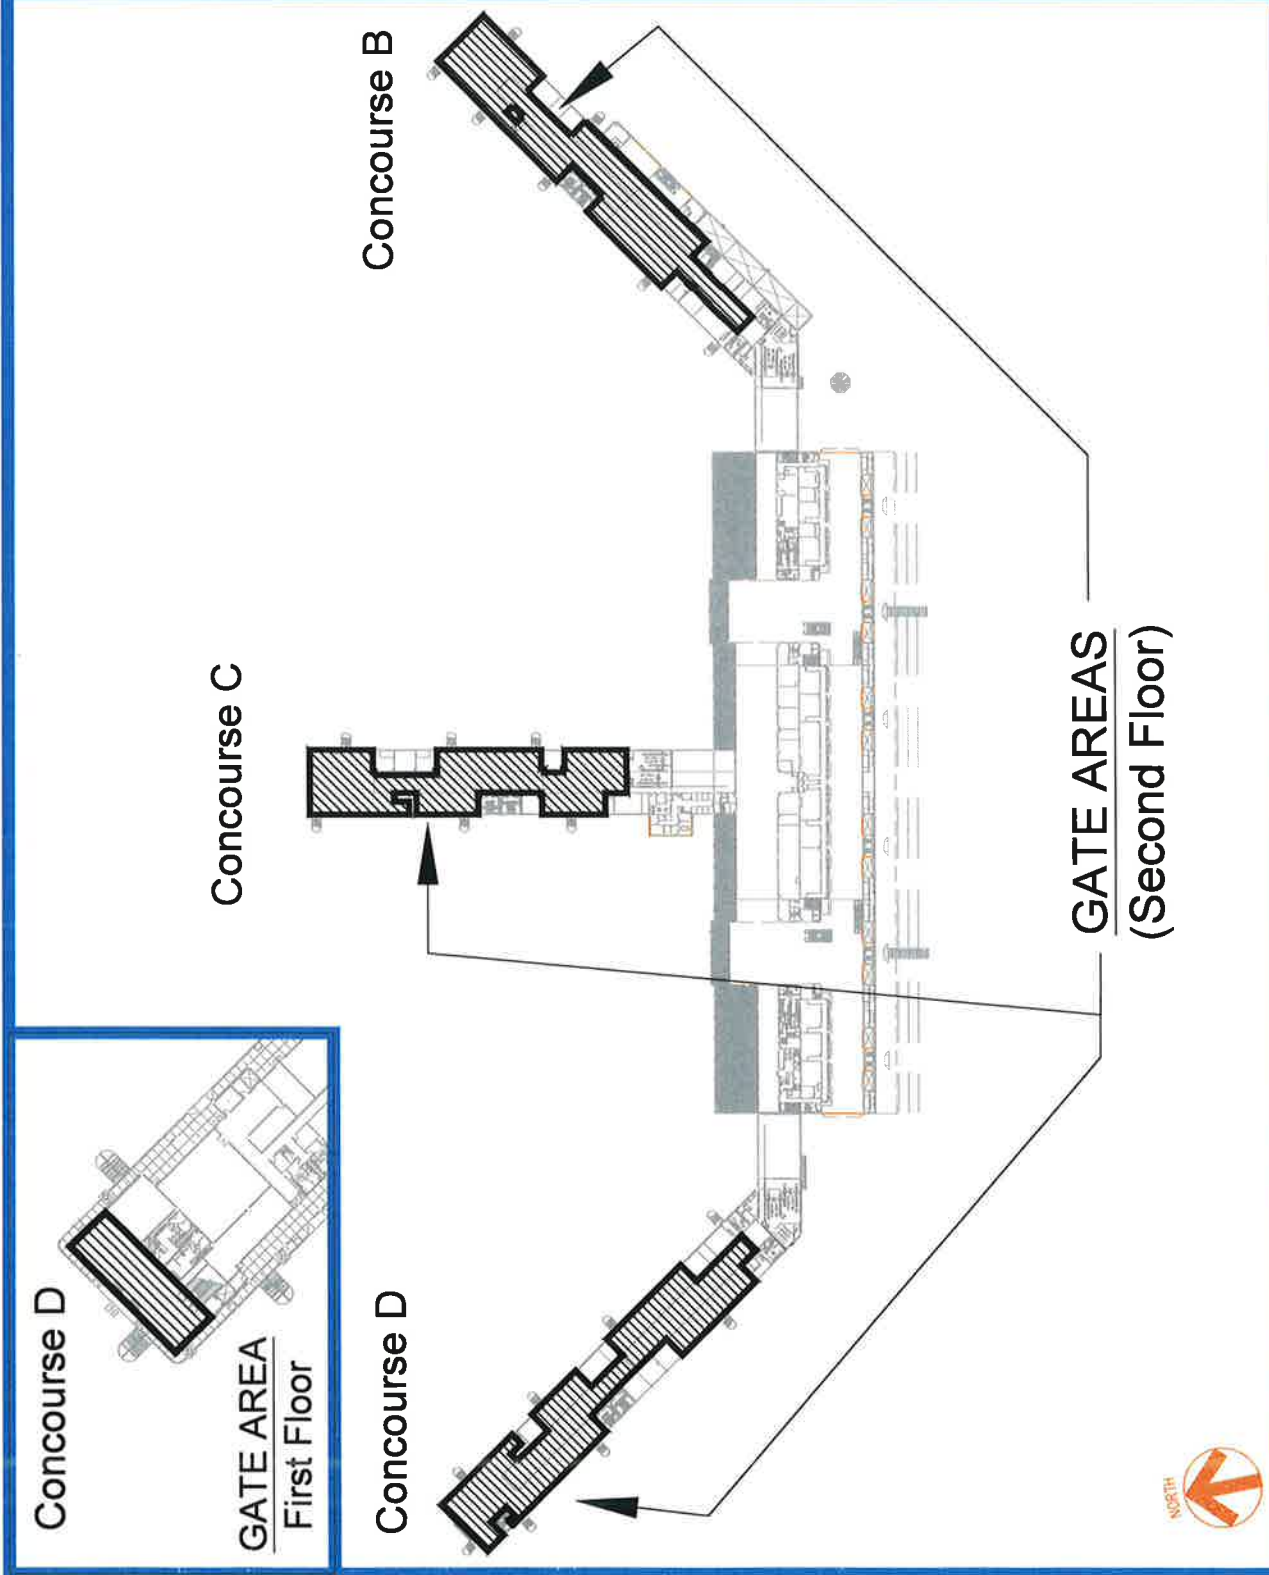 Concourse D
GATE AREA
First Floor
Concourse D
Concourse C
Concourse B
GATE AREAS
(Second Floor)
NORTH